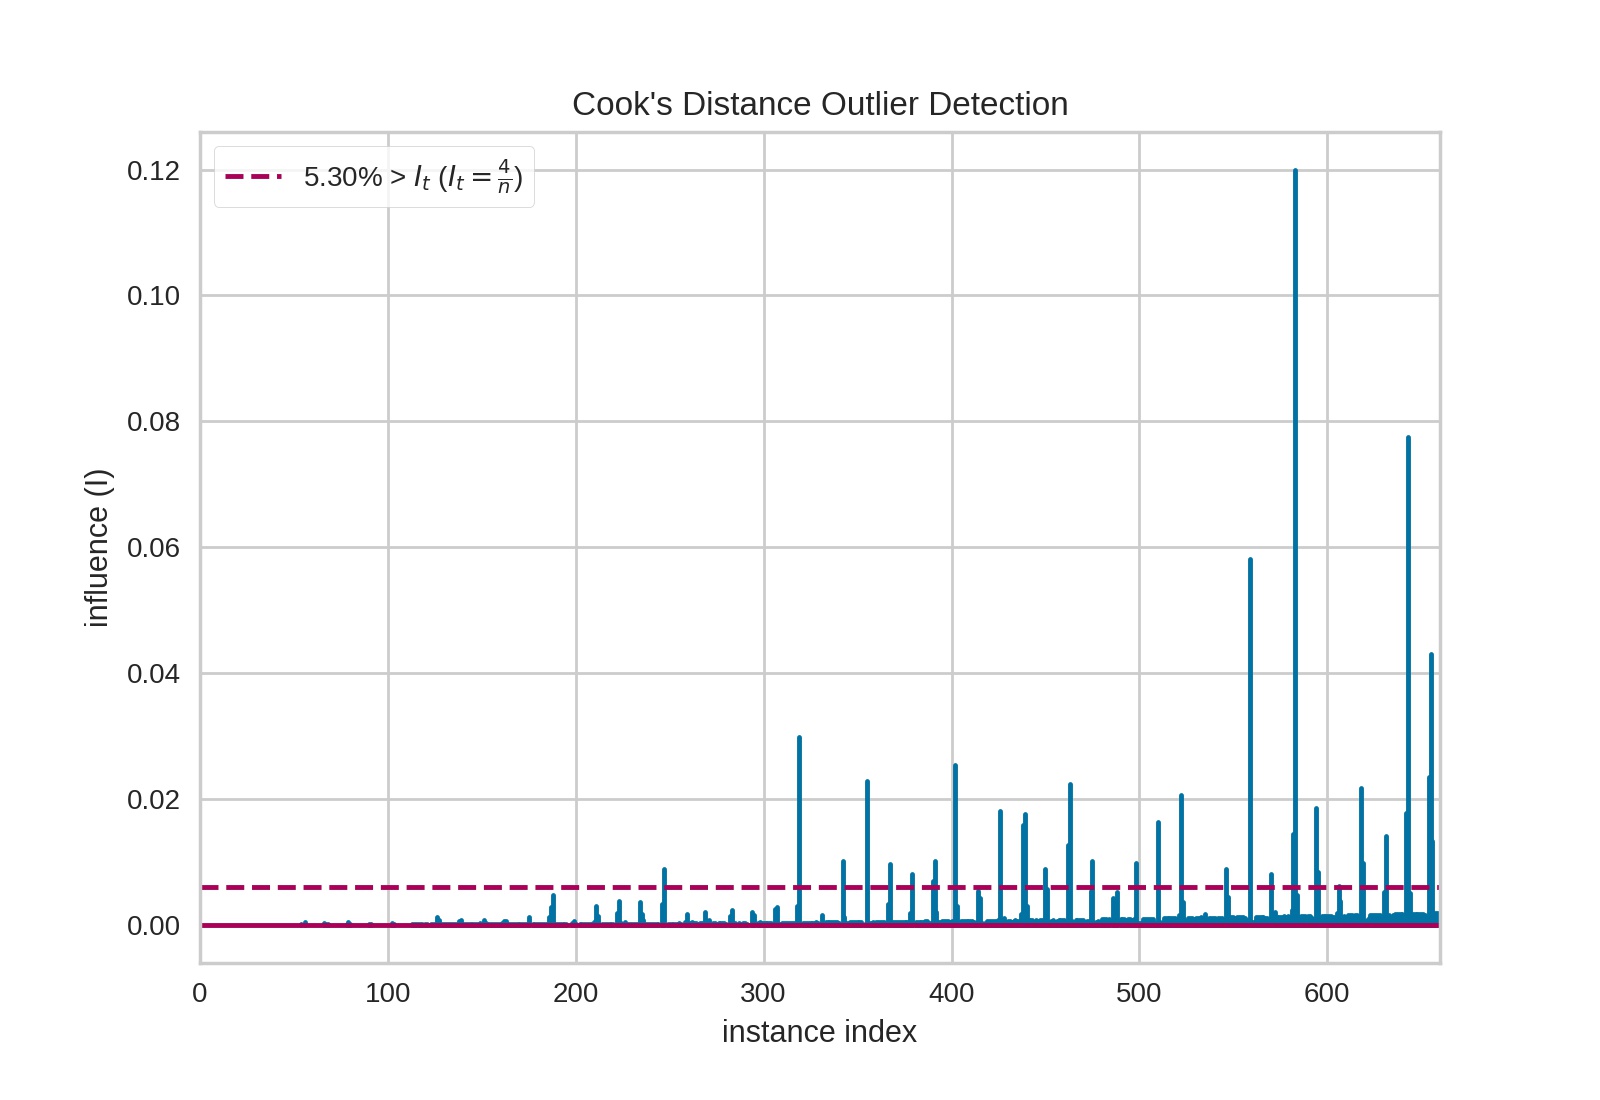 Cook's Distance Outlier Detection
5.30% > I_t (I_t = 4/n)
influence (I)
0.12
0.10
0.08
0.06
0.04
0.02
0.00
0 100 200 300 400 500 600
instance index